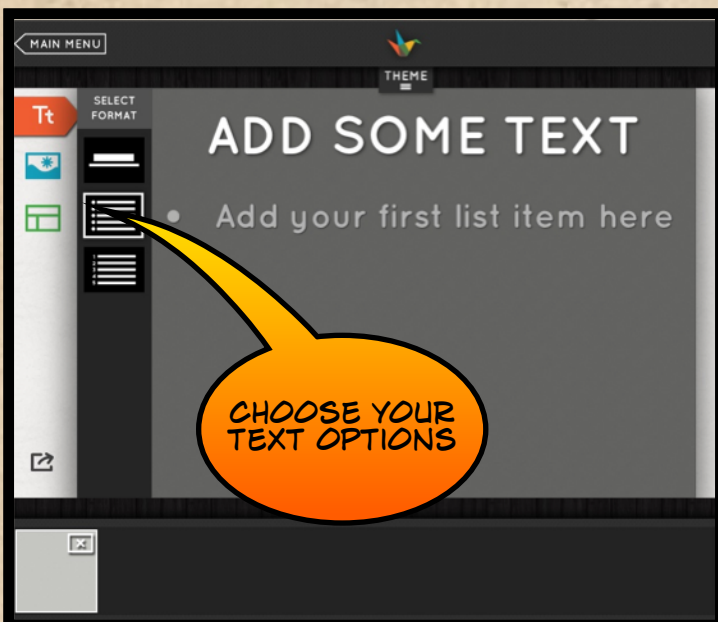 MAIN MENU
THEME
Tt
SELECT
FORMAT
ADD SOME TEXT
• Add your first list item here
CHOOSE YOUR
TEXT OPTIONS